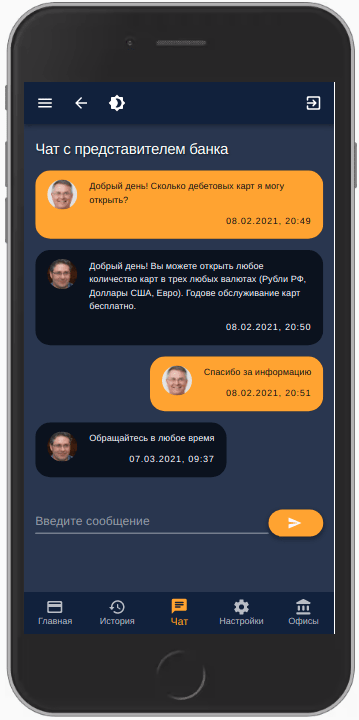 Чат с представителем банка
Добрый день! Сколько дебетовых карт я могу
открыть?
08.02.2021, 20:49
Добрый день! Вы можете открыть любое
количество карт в трех любых валютах (Рубли РФ,
Доллары США, Евро). Годове обслуживание карт
бесплатно.
08.02.2021, 20:50
Спасибо за информацию
08.02.2021, 20:51
Обращайтесь в любое время
07.03.2021, 09:37
Введите сообщение
Главная История Чат Настройки Офисы